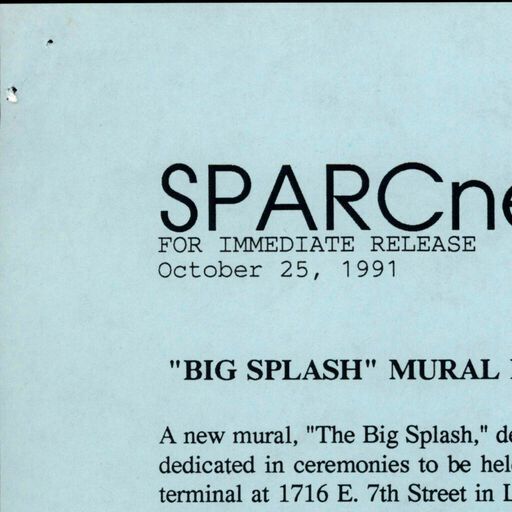 SPARCne
FOR IMMEDIATE RELEASE
October 25, 1991
"BIG SPLASH" MURAL
A new mural, "The Big Splash," de
dedicated in ceremonies to be hel
terminal at 1716 E. 7th Street in L